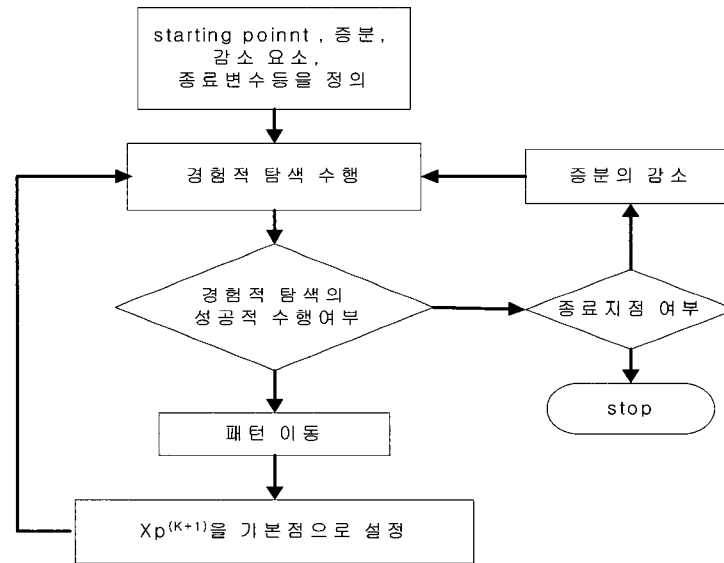 starting poinnt , 증분,
감소 요소,
종료변수등을 정의
경험적 탐색 수행
증분의 감소
경험적 탐색의
성공적 수행여부
종료지점 여부
stop
패턴 이동
Xp(K+1)을 기본점으로 설정